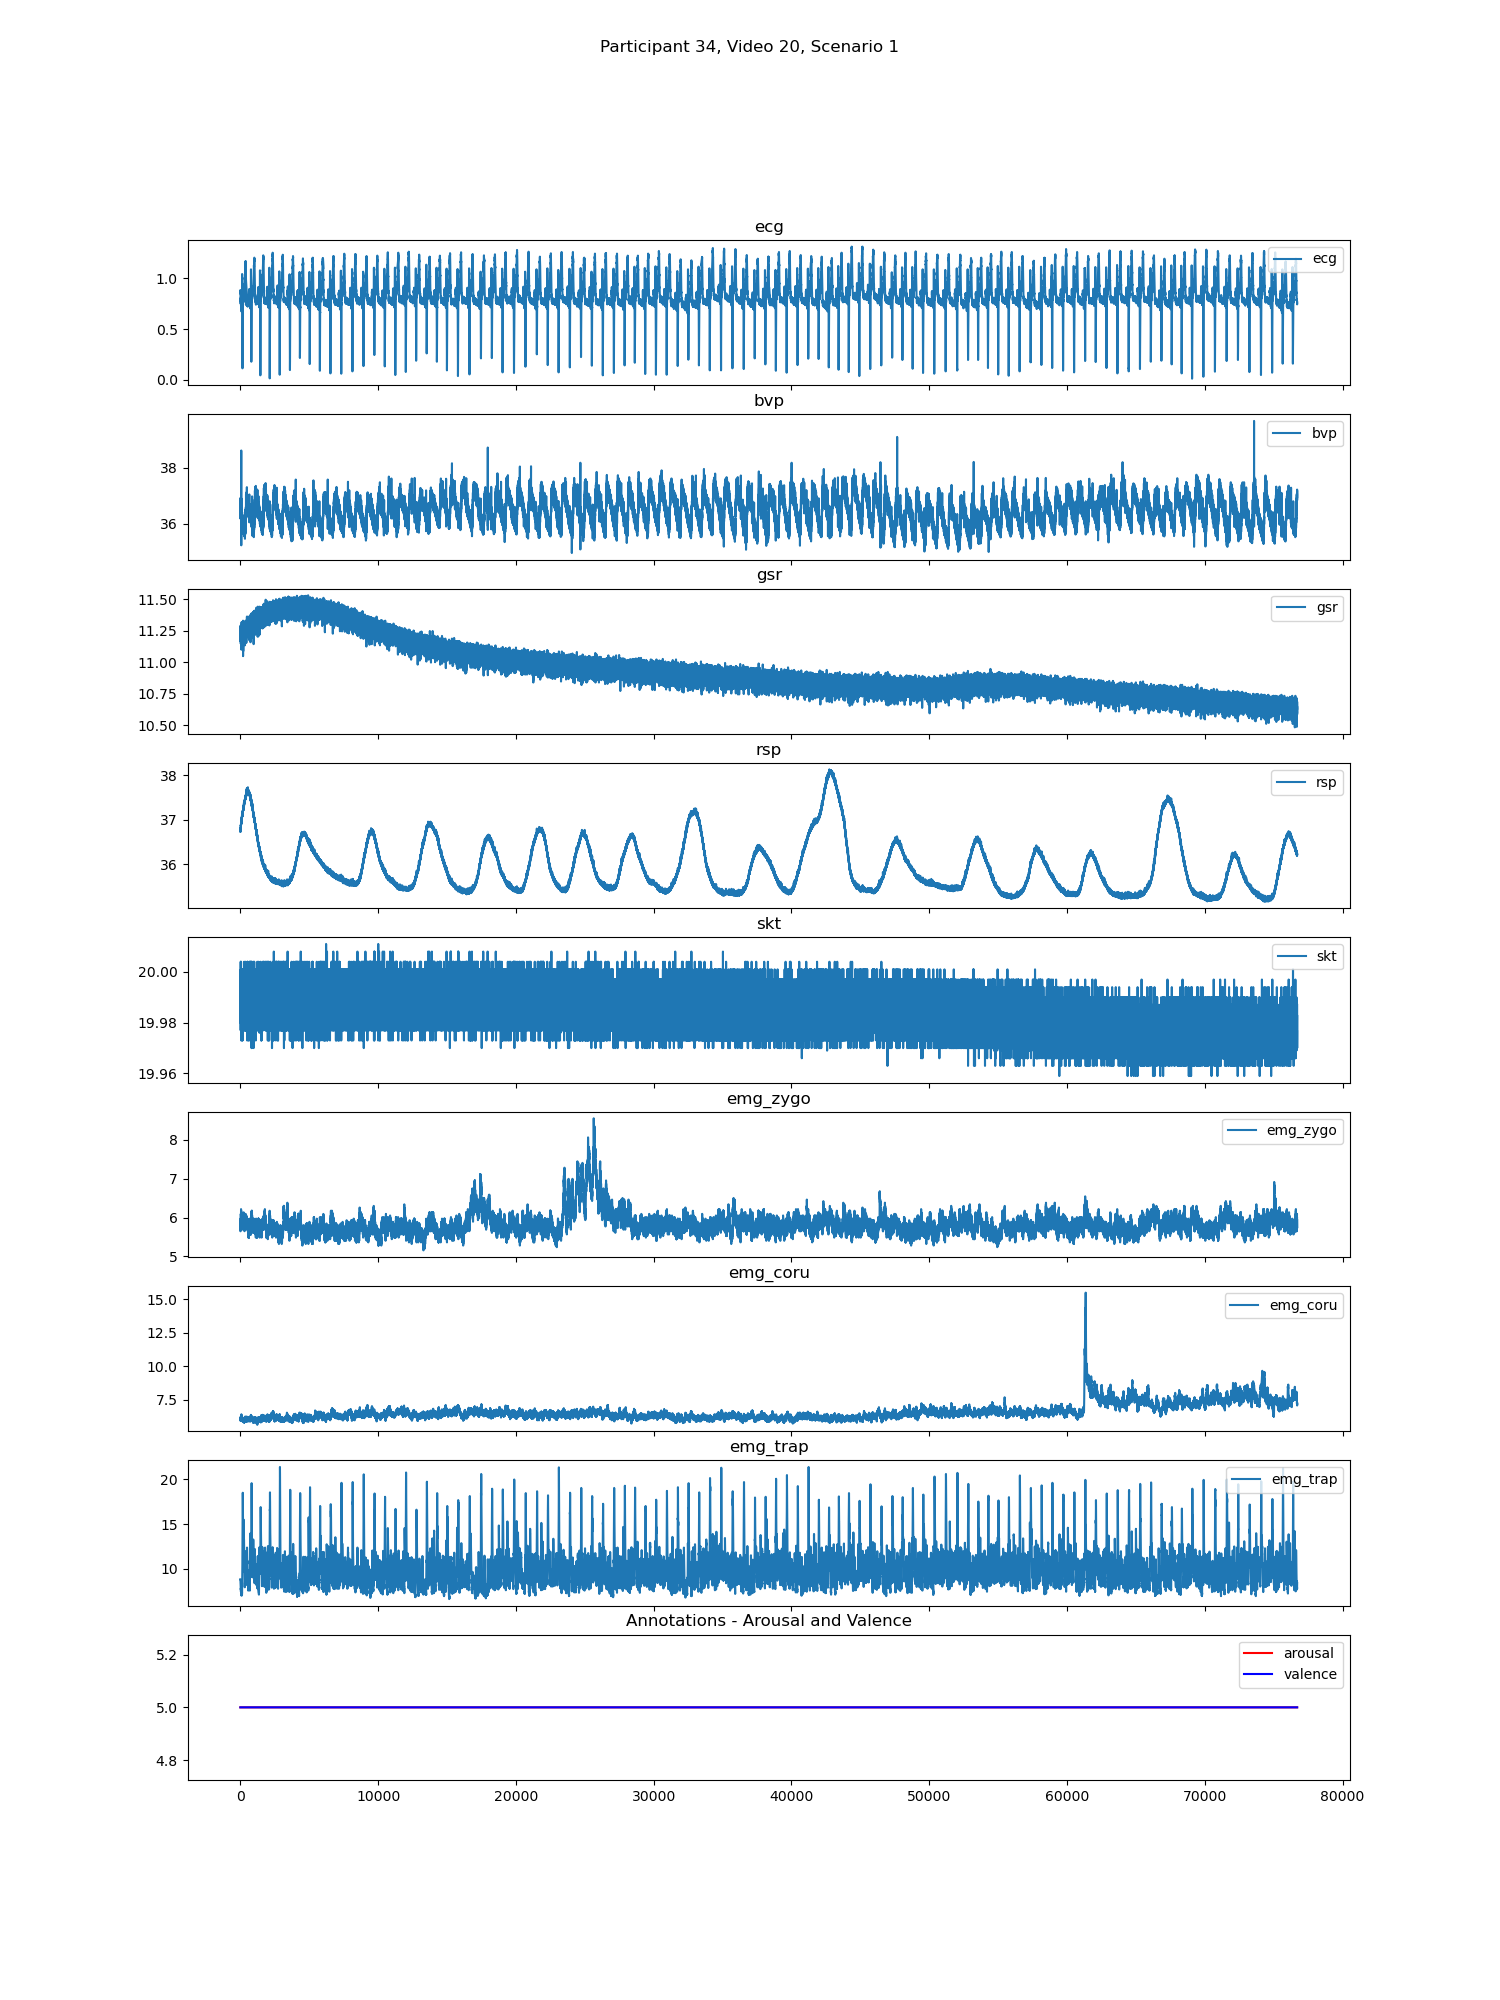 Participant 34, Video 20, Scenario 1
ecg
1.0
0.5
0.0
ecg
bvp
38
36
bvp
gsr
11.50
11.25
11.00
10.75
10.50
gsr
rsp
38
37
36
rsp
skt
20.00
19.98
19.96
skt
emg_zygo
8
7
6
5
emg_zygo
emg_coru
15.0
12.5
10.0
7.5
emg_coru
emg_trap
20
15
10
emg_trap
Annotations - Arousal and Valence
5.2
5.0
4.8
arousal
valence
0 10000 20000 30000 40000 50000 60000 70000 80000